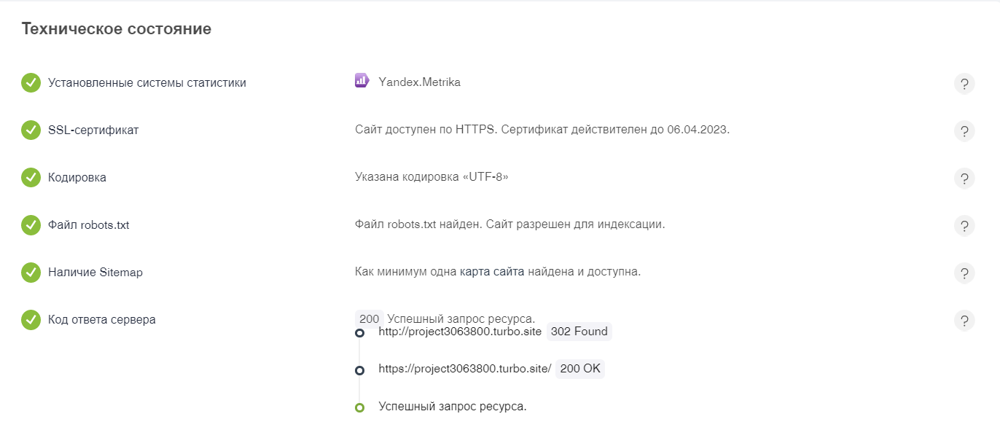 Техническое состояние
Установленные системы статистики Yandex.Metrika ?
SSL-сертификат Сайт доступен по HTTPS. Сертификат действителен до 06.04.2023. ?
Кодировка Указана кодировка «UTF-8» ?
Файл robots.txt Файл robots.txt найден. Сайт разрешен для индексации. ?
Наличие Sitemap Как минимум одна карта сайта найдена и доступна. ?
Код ответа сервера 200 Успешный запрос ресурса. ?
http://project3063800.turbo.site 302 Found
https://project3063800.turbo.site/ 200 OK
Успешный запрос ресурса.